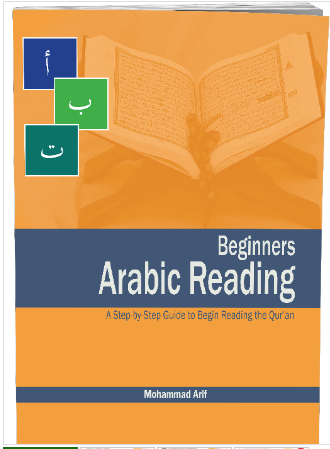 أ
ب
ت
Beginners
Arabic Reading
A Step-by-Step Guide to Begin Reading the Qur'an
Mohammad Arif